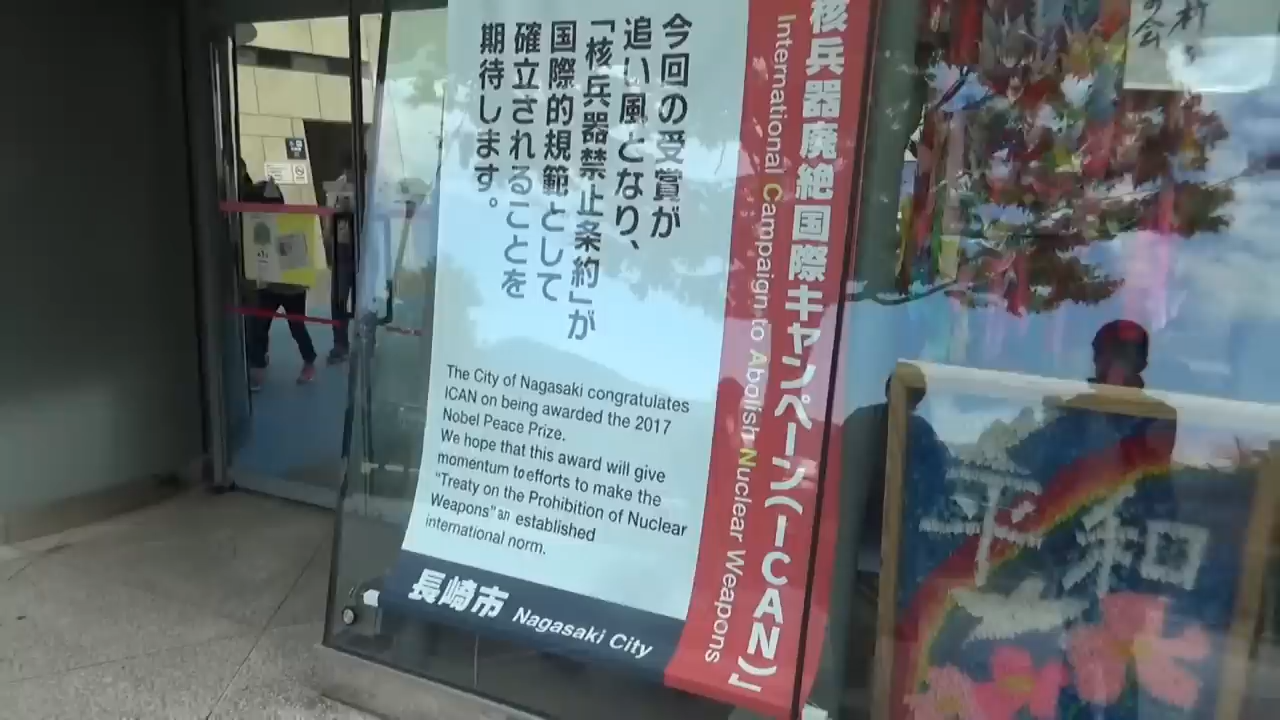 核兵器廃絶国際キャンペーン(ICAN)」
International Campaign to Abolish Nuclear Weapons
今回の受賞が
追い風となり、
「核兵器禁止条約」が
国際的規範として
確立されることを
期待します。
The City of Nagasaki congratulates
ICAN on being awarded the 2017
Nobel Peace Prize.
We hope that this award will give
momentum to efforts to make the
"Treaty on the Prohibition of Nuclear
Weapons" an established
international norm.
長崎市 Nagasaki City
平和